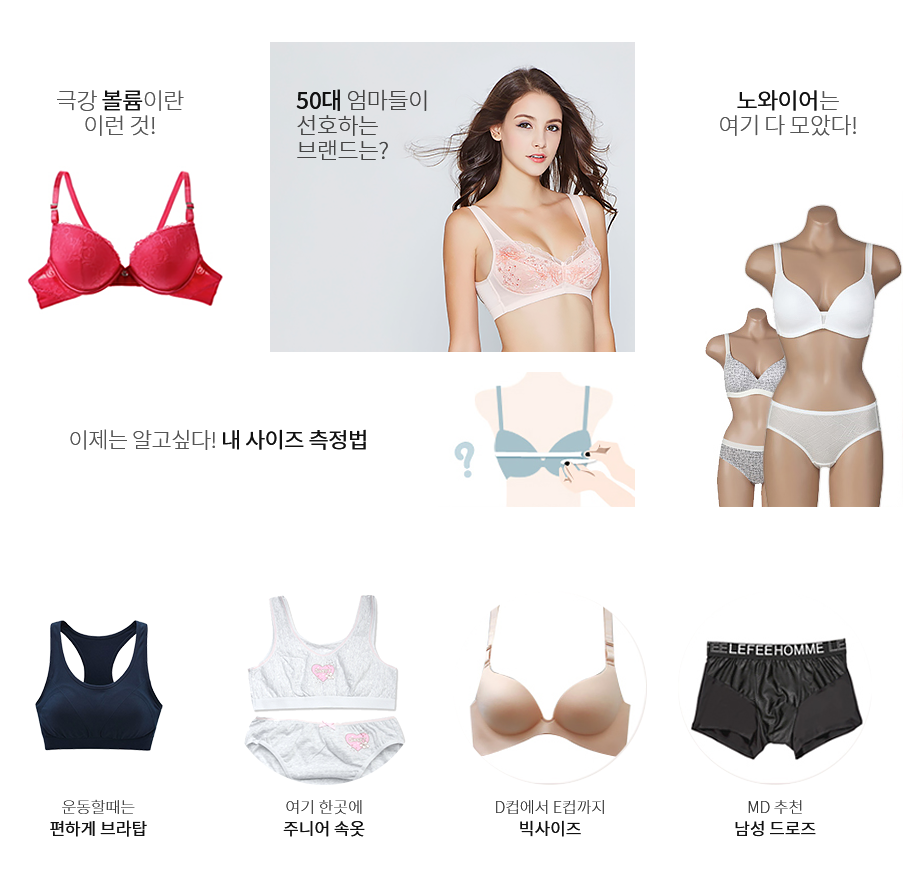 극강 볼륨이란
이런 것!
50대 엄마들이
선호하는
브랜드는?
노와이어는
여기 다 모았다!
이제는 알고싶다! 내 사이즈 측정법
?
LEFEEHOMME
운동할때는
편하게 브라탑
여기 한곳에
주니어 속옷
D컵에서 E컵까지
빅사이즈
MD 추천
남성 드로즈